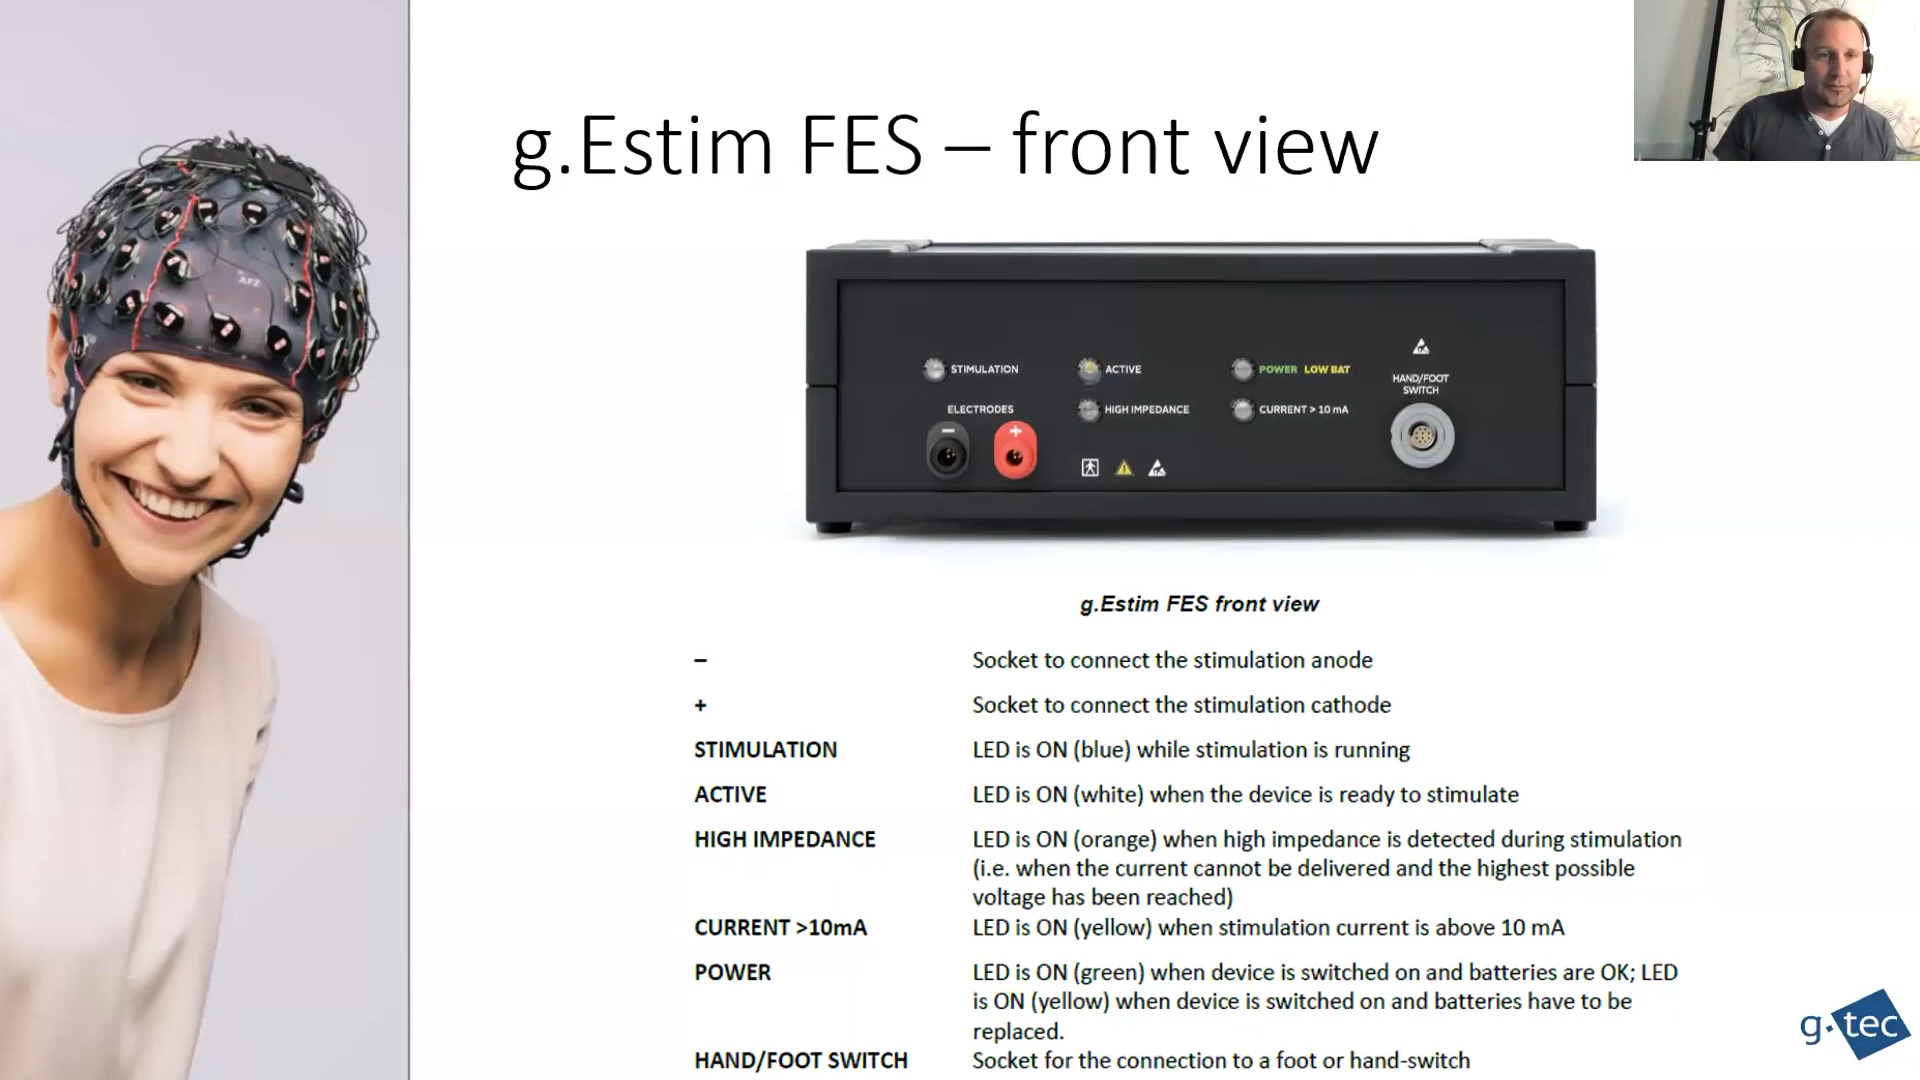 g.Estim FES – front view
AFZ
STIMULATION
ACTIVE
POWER LOW BAT
HAND/FOOT
SWITCH
ELECTRODES
HIGH IMPEDANCE
CURRENT > 10 mA
– +
g.Estim FES front view
– Socket to connect the stimulation anode
+ Socket to connect the stimulation cathode
STIMULATION LED is ON (blue) while stimulation is running
ACTIVE LED is ON (white) when the device is ready to stimulate
HIGH IMPEDANCE LED is ON (orange) when high impedance is detected during stimulation
(i.e. when the current cannot be delivered and the highest possible
voltage has been reached)
CURRENT >10mA LED is ON (yellow) when stimulation current is above 10 mA
POWER LED is ON (green) when device is switched on and batteries are OK; LED
is ON (yellow) when device is switched on and batteries have to be
replaced.
HAND/FOOT SWITCH Socket for the connection to a foot or hand-switch
g.tec